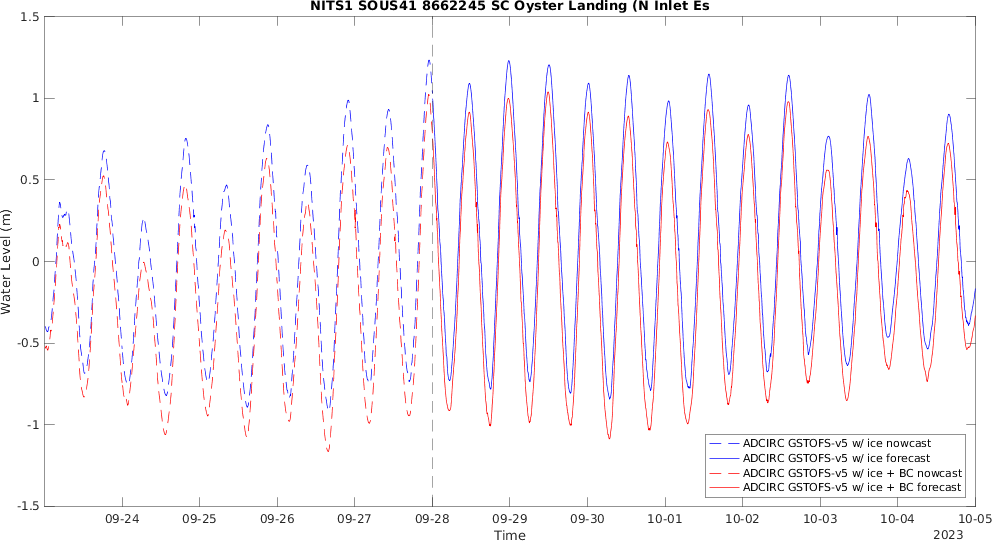 NITS1 SOUS41 8662245 SC Oyster Landing (N Inlet Es
Water Level (m)
1.5
1
0.5
0
-0.5
-1
-1.5
09-24 09-25 09-26 09-27 09-28 09-29 09-30 10-01 10-02 10-03 10-04 10-05
Time
2023
ADCIRC GSTOFS-v5 w/ ice nowcast
ADCIRC GSTOFS-v5 w/ ice forecast
ADCIRC GSTOFS-v5 w/ ice + BC nowcast
ADCIRC GSTOFS-v5 w/ ice + BC forecast